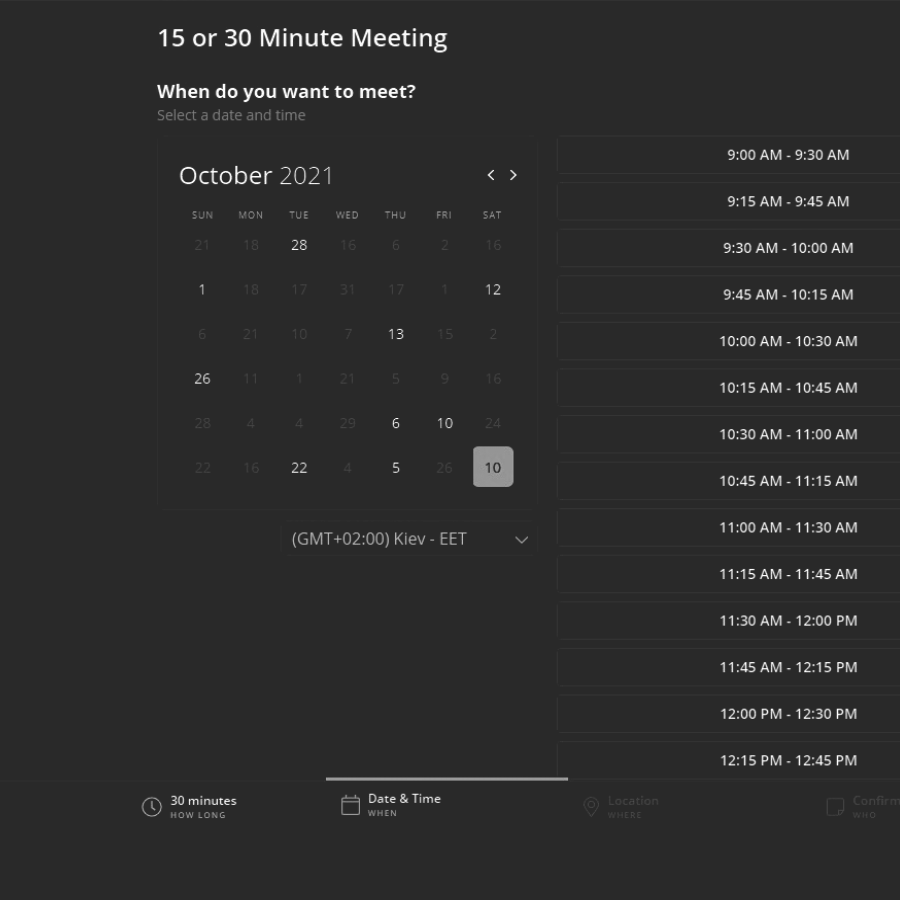 15 or 30 Minute Meeting
When do you want to meet?
Select a date and time
October 2021
SUN MON TUE WED THU FRI SAT
21 18 28 16 6 2 16
1 18 17 31 17 1 12
6 21 10 7 13 15 2
26 11 1 21 5 9 16
28 4 4 29 6 10 24
22 16 22 4 5 26 10
(GMT+02:00) Kiev - EET
9:00 AM - 9:30 AM
9:15 AM - 9:45 AM
9:30 AM - 10:00 AM
9:45 AM - 10:15 AM
10:00 AM - 10:30 AM
10:15 AM - 10:45 AM
10:30 AM - 11:00 AM
10:45 AM - 11:15 AM
11:00 AM - 11:30 AM
11:15 AM - 11:45 AM
11:30 AM - 12:00 PM
11:45 AM - 12:15 PM
12:00 PM - 12:30 PM
12:15 PM - 12:45 PM
30 minutes
HOW LONG
Date & Time
WHEN
Location
WHERE
Confirm
WHO